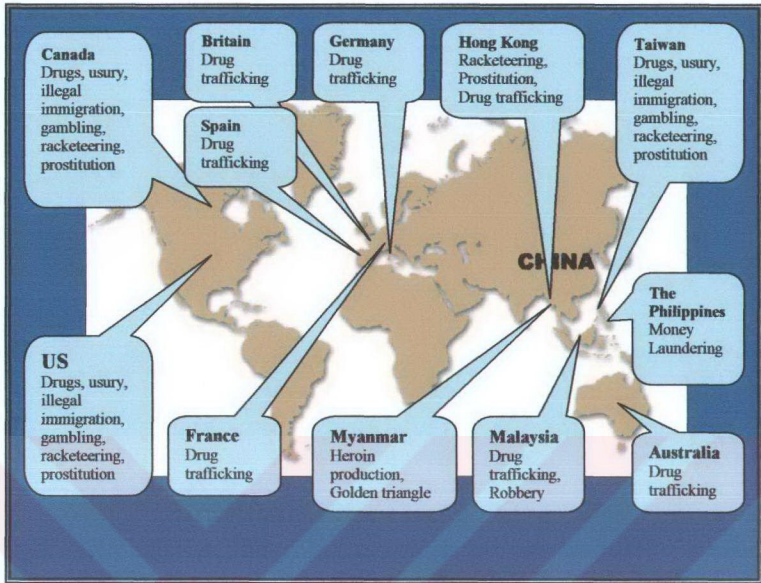 Canada
Drugs, usury,
illegal
immigration,
gambling,
racketeering,
prostitution
Britain
Drug
trafficking
Spain
Drug
trafficking
Germany
Drug
trafficking
Hong Kong
Racketeering,
Prostitution,
Drug trafficking
Taiwan
Drugs, usury,
illegal
immigration,
gambling,
racketeering,
prostitution
CHINA
The
Philippines
Money
Laundering
US
Drugs, usury,
illegal
immigration,
gambling,
racketeering,
prostitution
France
Drug
trafficking
Myanmar
Heroin
production,
Golden triangle
Malaysia
Drug
trafficking,
Robbery
Australia
Drug
trafficking